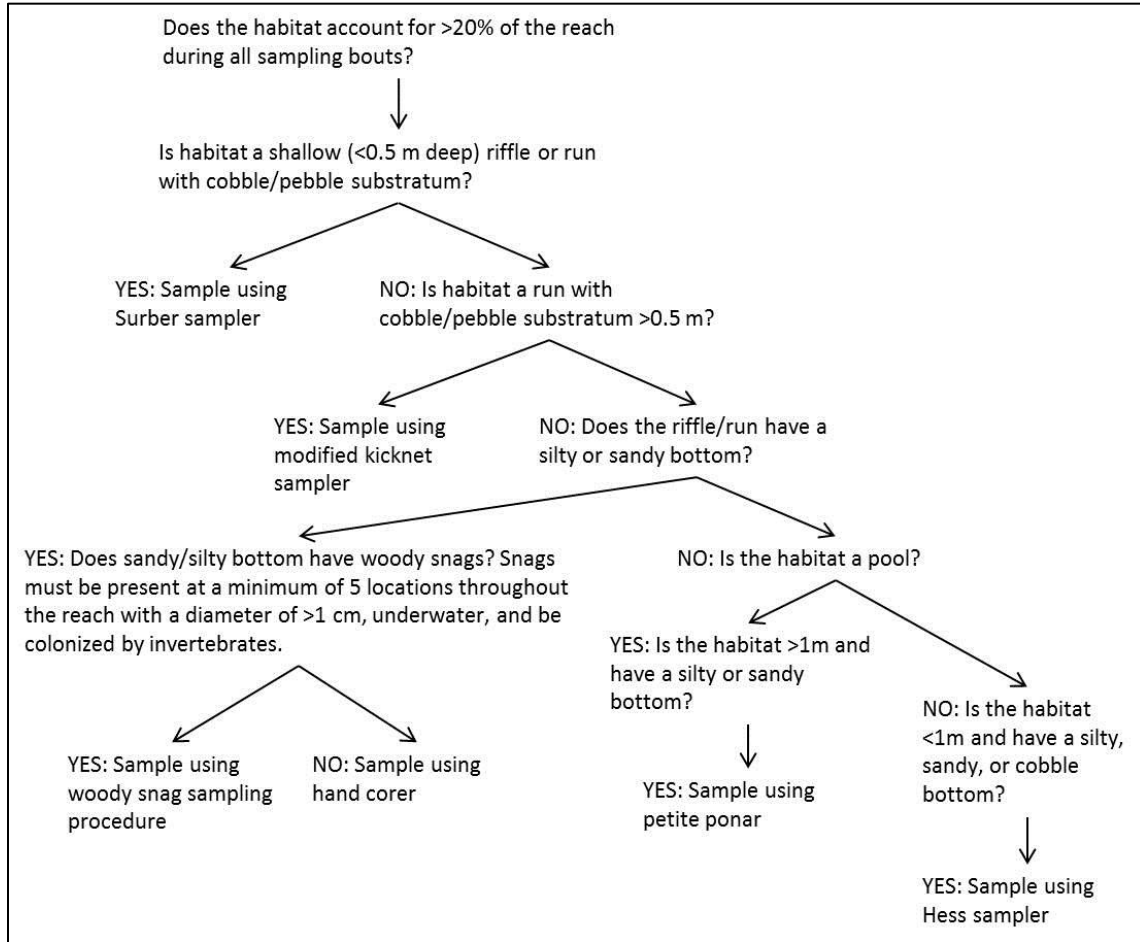 Does the habitat account for >20% of the reach
during all sampling bouts?
Is habitat a shallow (<0.5 m deep) riffle or run
with cobble/pebble substratum?
YES: Sample using
Surber sampler
NO: Is habitat a run with
cobble/pebble substratum >0.5 m?
YES: Sample using
modified kicknet
sampler
NO: Does the riffle/run have a
silty or sandy bottom?
YES: Does sandy/silty bottom have woody snags? Snags
must be present at a minimum of 5 locations throughout
the reach with a diameter of >1 cm, underwater, and be
colonized by invertebrates.
NO: Is the habitat a pool?
YES: Sample using
woody snag sampling
procedure
NO: Sample using
hand corer
YES: Is the habitat >1m and
have a silty or sandy
bottom?
YES: Sample using
petite ponar
NO: Is the habitat
<1m and have a silty,
sandy, or cobble
bottom?
YES: Sample using
Hess sampler